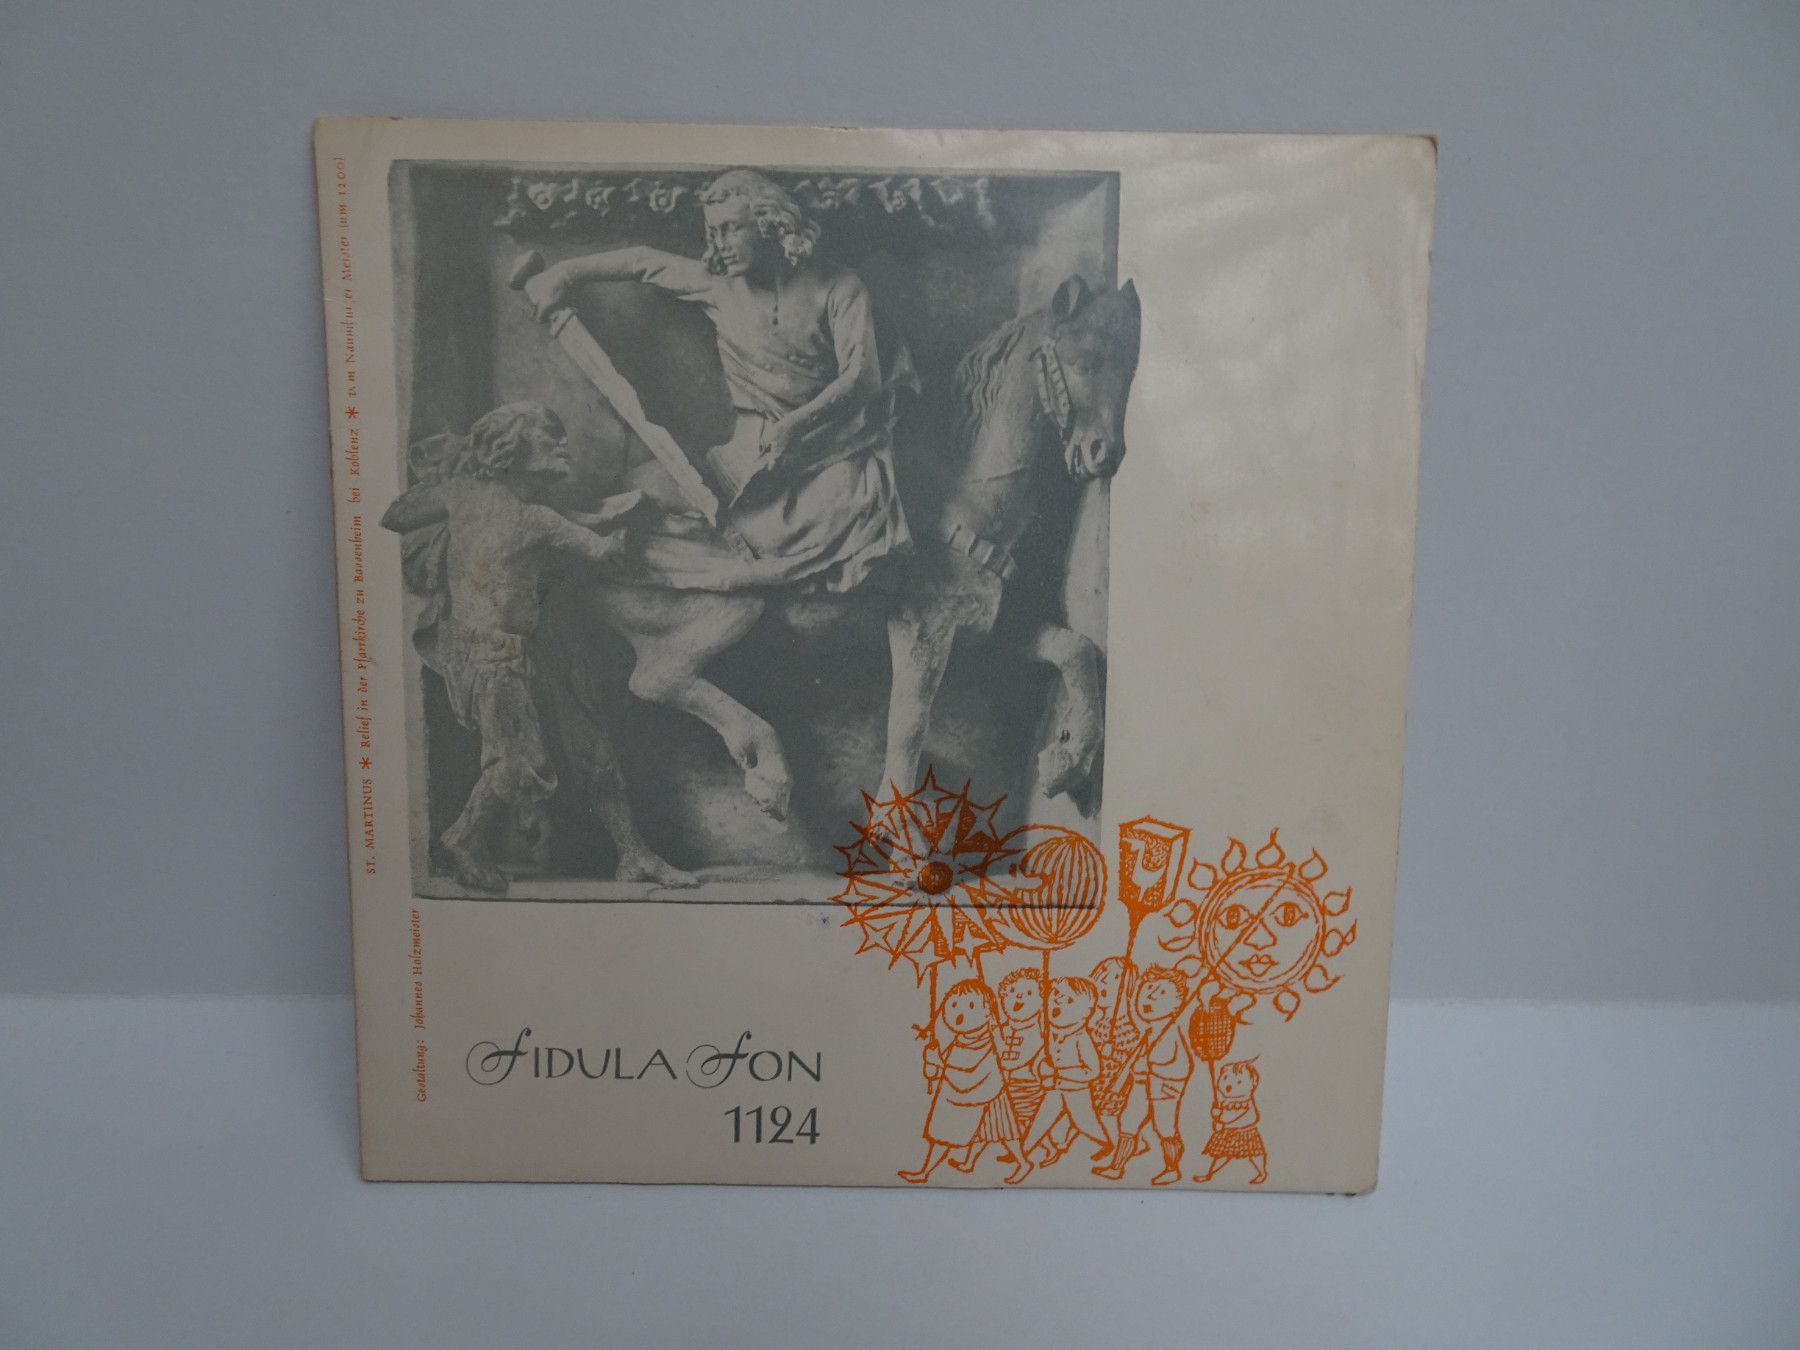 ST. MARTINUS * Relief in der Pfarrkirche zu Bassenheim bei Koblenz * vom Naumburger Meister (um 1200)
Gestaltung: Johannes Holzmeister
FIDULA FON
1124